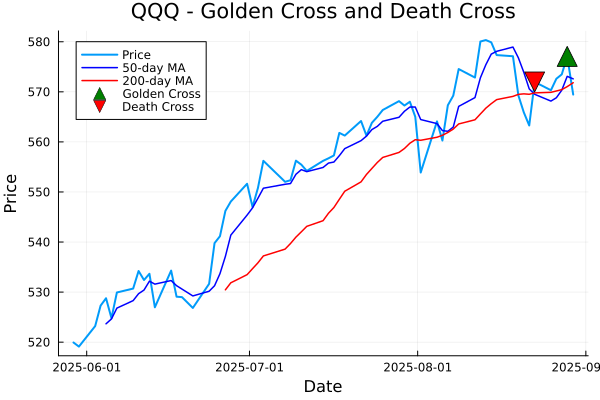 QQQ - Golden Cross and Death Cross
Price
50-day MA
200-day MA
Golden Cross
Death Cross
580
570
560
550
540
530
520
Price
2025-06-01
2025-07-01
2025-08-01
2025-09
Date